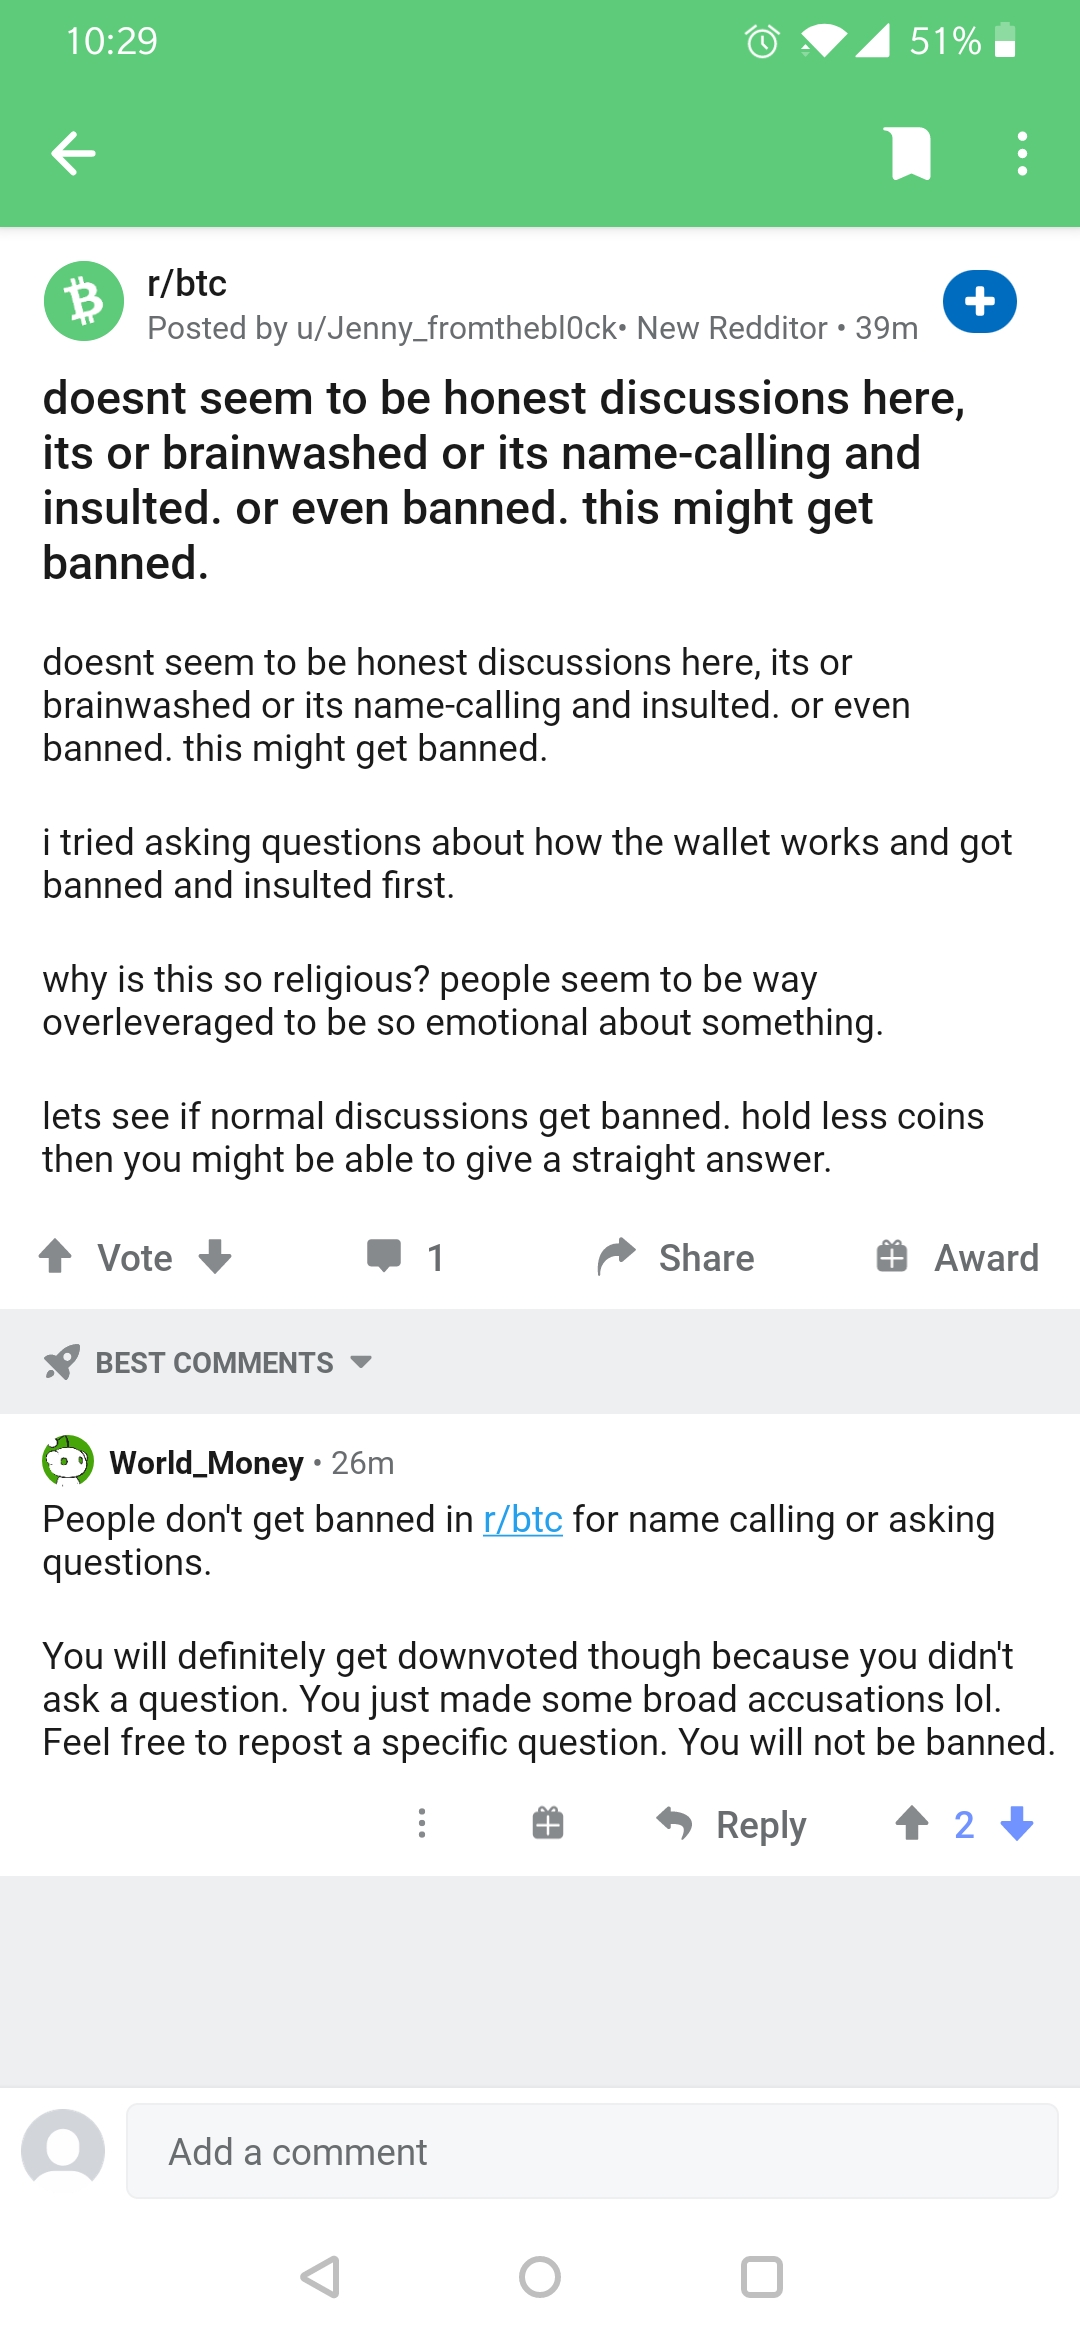 10:29
51%
r/btc
Posted by u/Jenny_fromthebl0ck• New Redditor • 39m
doesnt seem to be honest discussions here,
its or brainwashed or its name-calling and
insulted. or even banned. this might get
banned.
doesnt seem to be honest discussions here, its or
brainwashed or its name-calling and insulted. or even
banned. this might get banned.
i tried asking questions about how the wallet works and got
banned and insulted first.
why is this so religious? people seem to be way
overleveraged to be so emotional about something.
lets see if normal discussions get banned. hold less coins
then you might be able to give a straight answer.
Vote 1 Share Award
BEST COMMENTS
World_Money • 26m
People don't get banned in r/btc for name calling or asking
questions.
You will definitely get downvoted though because you didn't
ask a question. You just made some broad accusations lol.
Feel free to repost a specific question. You will not be banned.
Reply 2
Add a comment